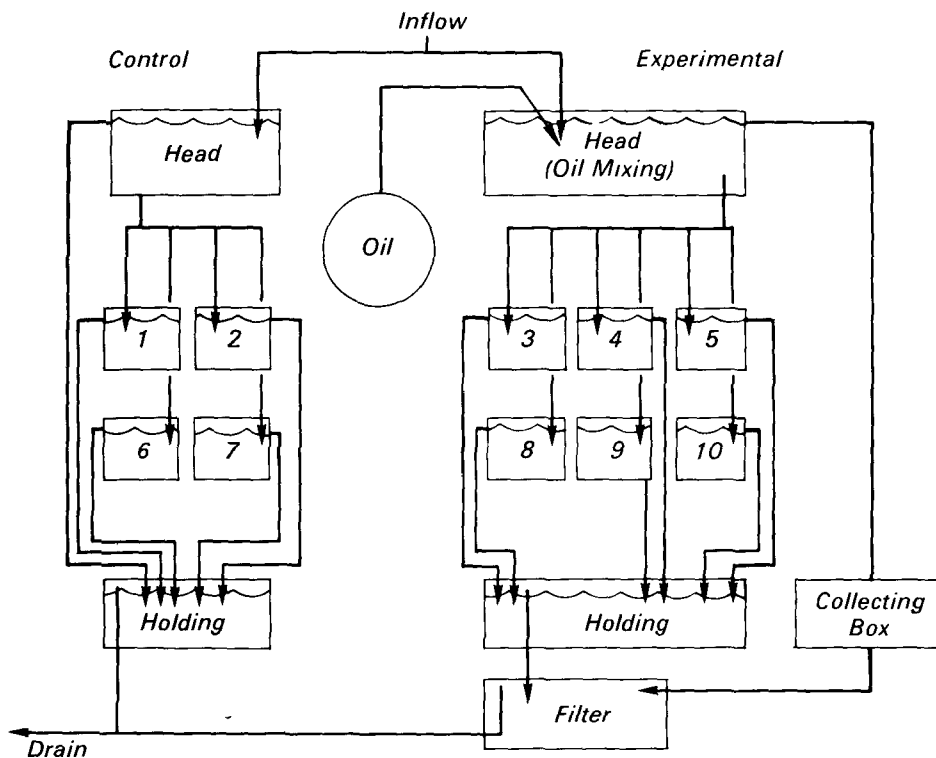 Inflow
Control
Experimental
Head
Head
(Oil Mixing)
Oil
1
2
3
4
5
6
7
8
9
10
Holding
Holding
Collecting
Box
Filter
Drain